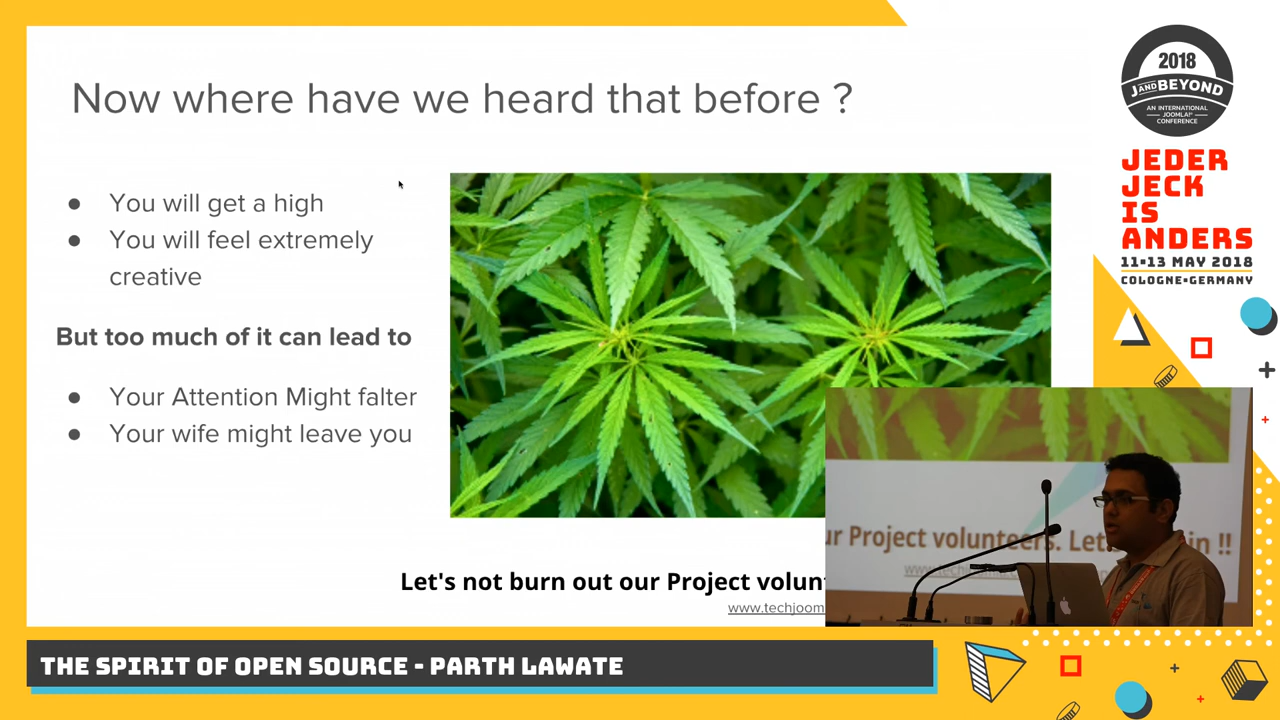 Now where have we heard that before ?
● You will get a high
● You will feel extremely
creative
But too much of it can lead to
● Your Attention Might falter
● Your wife might leave you
Let's not burn out our Project volun
www.techjoom
2018
J AND BEYOND
AN INTERNATIONAL
JOOMLA!
CONFERENCE
JEDER
JECK
IS
ANDERS
11-13 MAY 2018
COLOGNE•GERMANY
ur Project volunteers. Let in !!
THE SPIRIT OF OPEN SOURCE - PARTH LAWATE